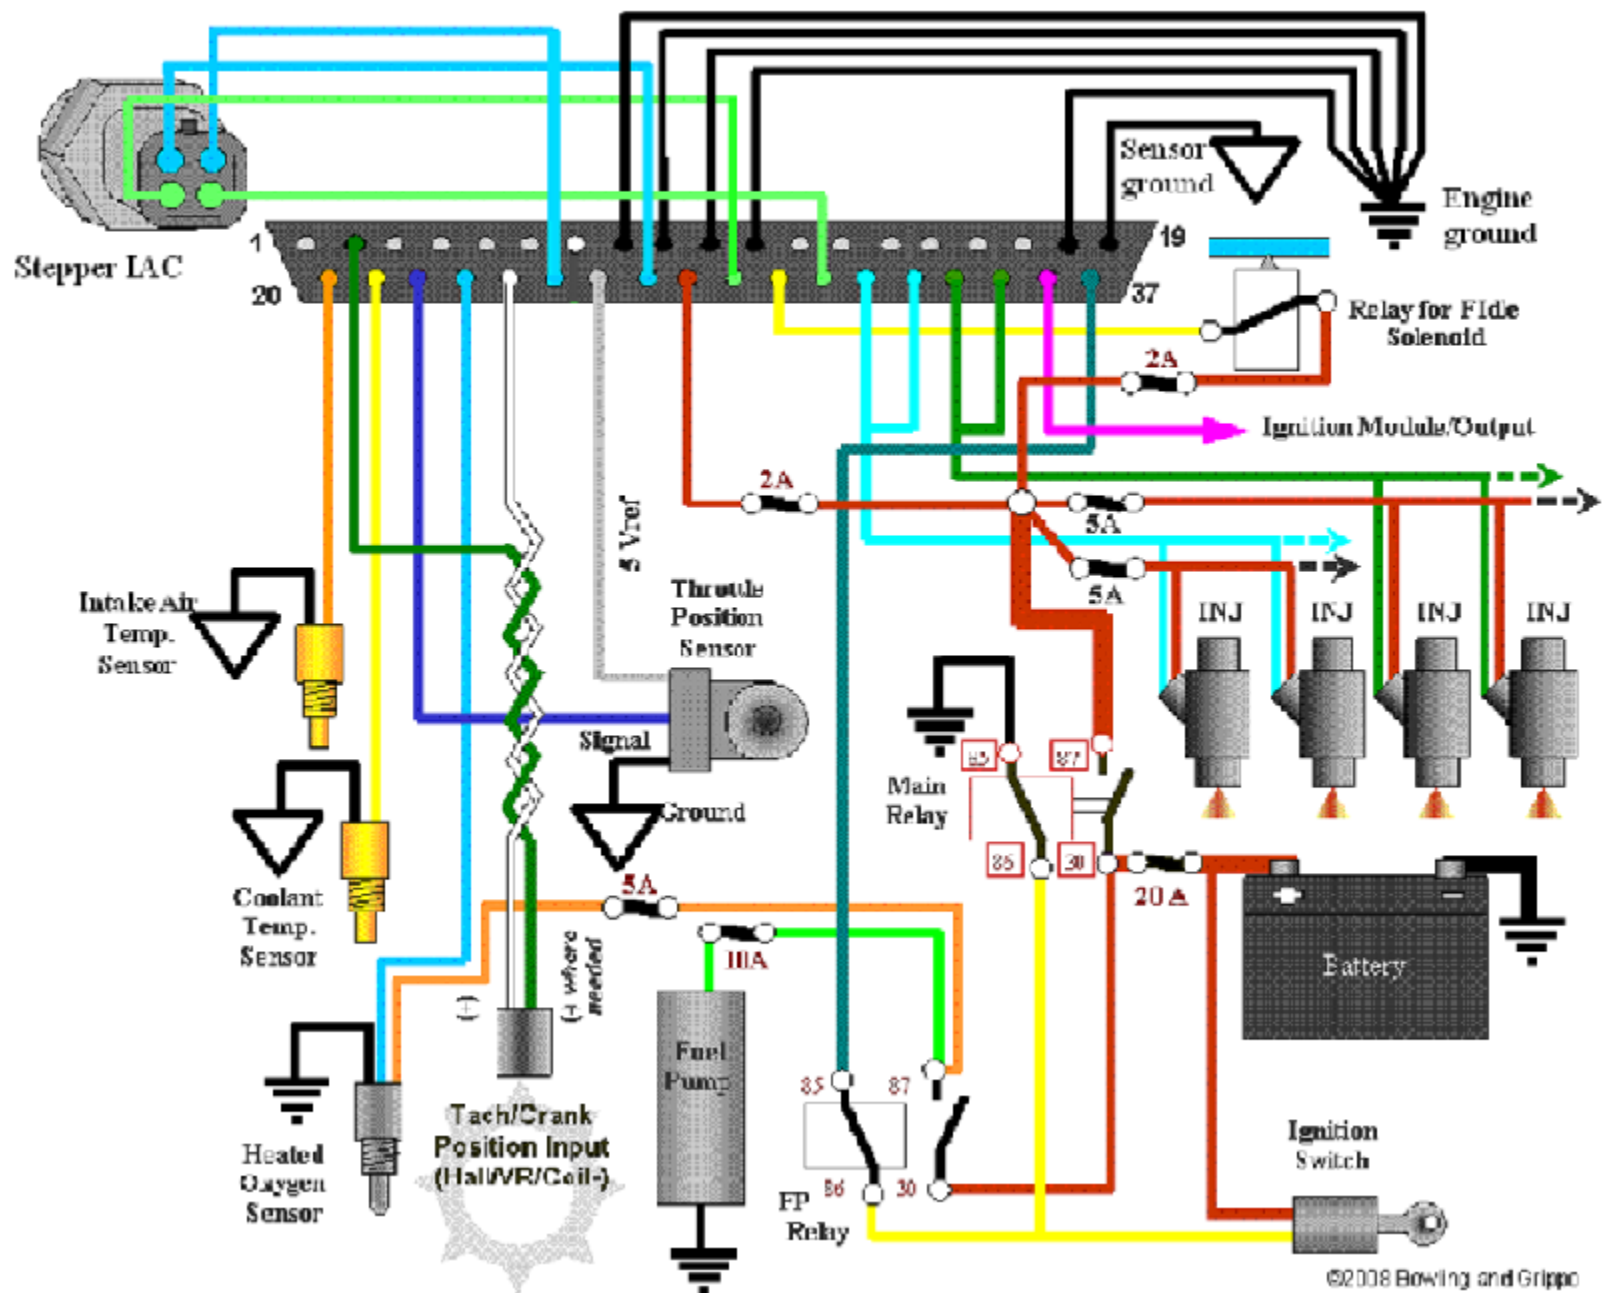 Stepper IAC
1
19
20
37
Sensor
ground
Engine
ground
Relay for FIdle
Solenoid
2A
Ignition Module/Output
2A
5A
5A
5 Vref
Intake Air
Temp.
Sensor
Throttle
Position
Sensor
INJ
INJ
INJ
INJ
Signal
Ground
Main
Relay
85
87
86
30
20 A
Coolant
Temp.
Sensor
5A
10A
(+)
(+ where
needed
Battery
Fuel
Pump
Heated
Oxygen
Sensor
Tach/Crank
Position Input
(Hall/VR/Coil-)
85
87
86
30
FP
Relay
Ignition
Switch
©2008 Bowling and Grippo